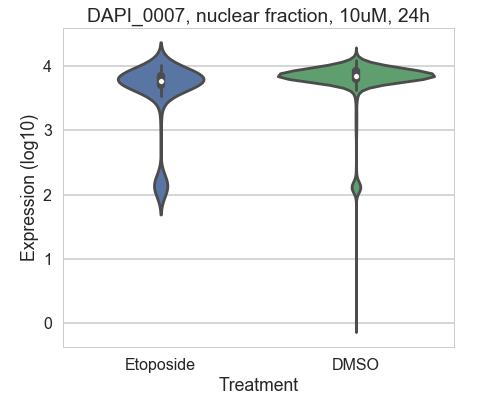 DAPI_0007, nuclear fraction, 10uM, 24h
Expression (log10)
4
3
2
1
0
Etoposide DMSO
Treatment